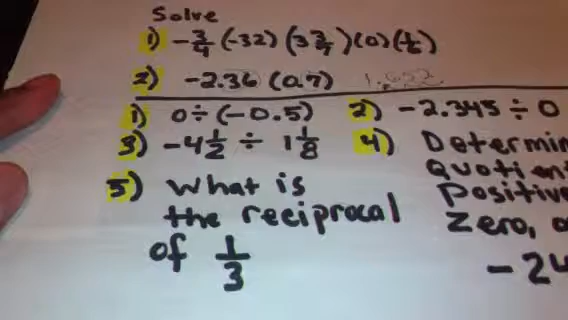 Solve
1) -3/4 (-32) (3 3/7) (0) (1/6)
2) -2.36 (0.7) 1.652
1) 0 ÷ (-0.5) 2) -2.345 ÷ 0
3) -4 1/2 ÷ 1 1/8 4) Determin
quotien
5) What is positive
the reciprocal zero, o
of 1/3 -24